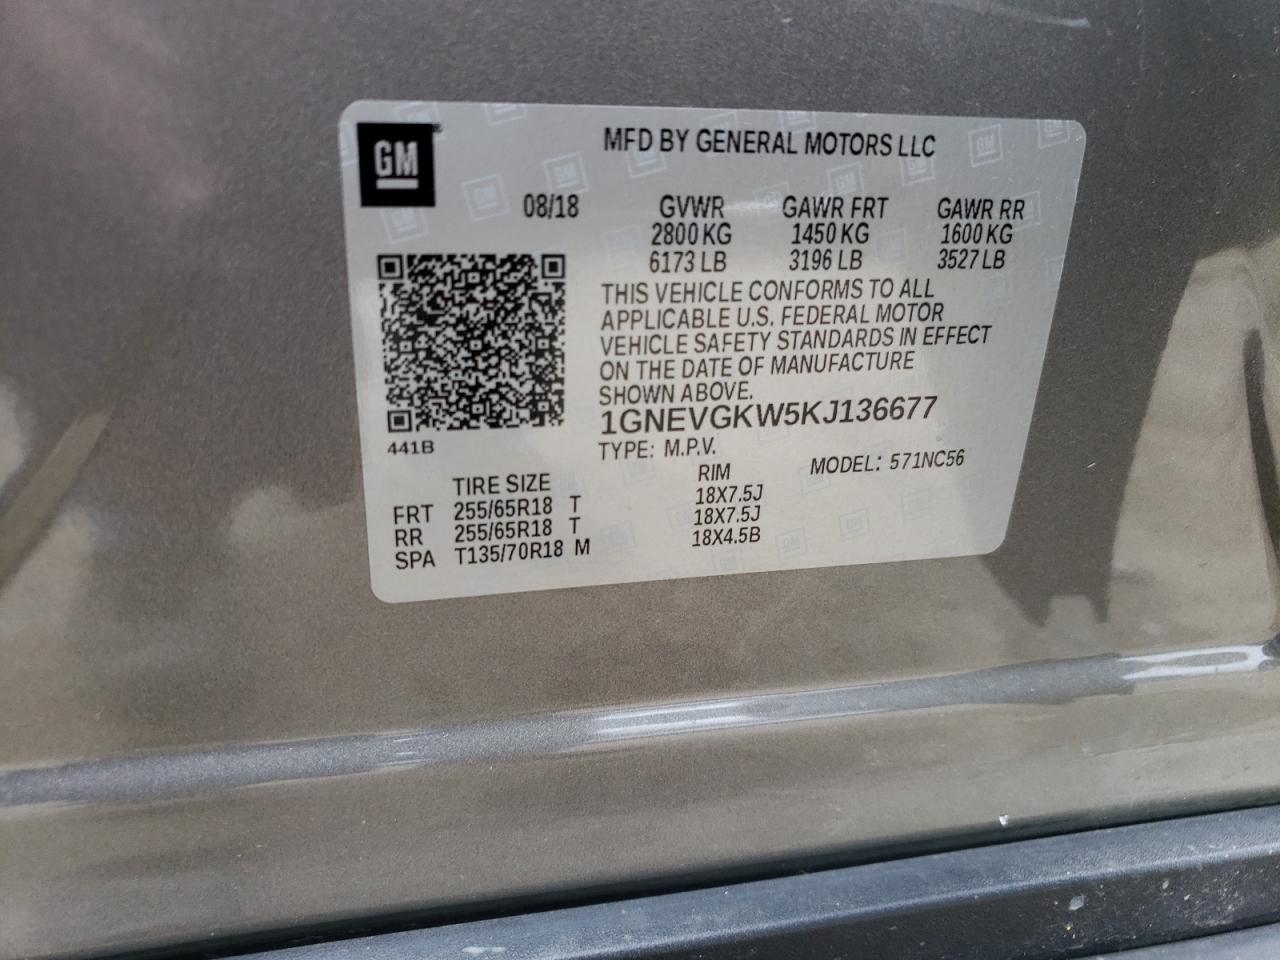 GM
MFD BY GENERAL MOTORS LLC
08/18 GVWR GAWR FRT GAWR RR
2800 KG 1450 KG 1600 KG
6173 LB 3196 LB 3527 LB
THIS VEHICLE CONFORMS TO ALL
APPLICABLE U.S. FEDERAL MOTOR
VEHICLE SAFETY STANDARDS IN EFFECT
ON THE DATE OF MANUFACTURE
SHOWN ABOVE.
1GNEVGKW5KJ136677
441B
TYPE: M.P.V. MODEL: 571NC56
TIRE SIZE RIM
FRT 255/65R18 T 18X7.5J
RR 255/65R18 T 18X7.5J
SPA T135/70R18 M 18X4.5B